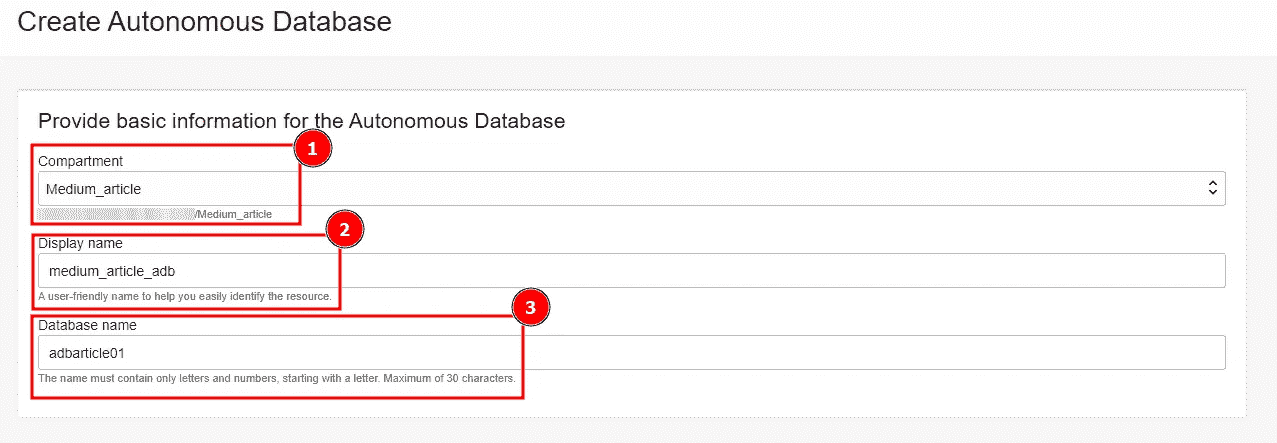 Create Autonomous Database
Provide basic information for the Autonomous Database
1
Compartment
Medium_article
/Medium_article
2
Display name
medium_article_adb
A user-friendly name to help you easily identify the resource.
3
Database name
adbarticle01
The name must contain only letters and numbers, starting with a letter. Maximum of 30 characters.